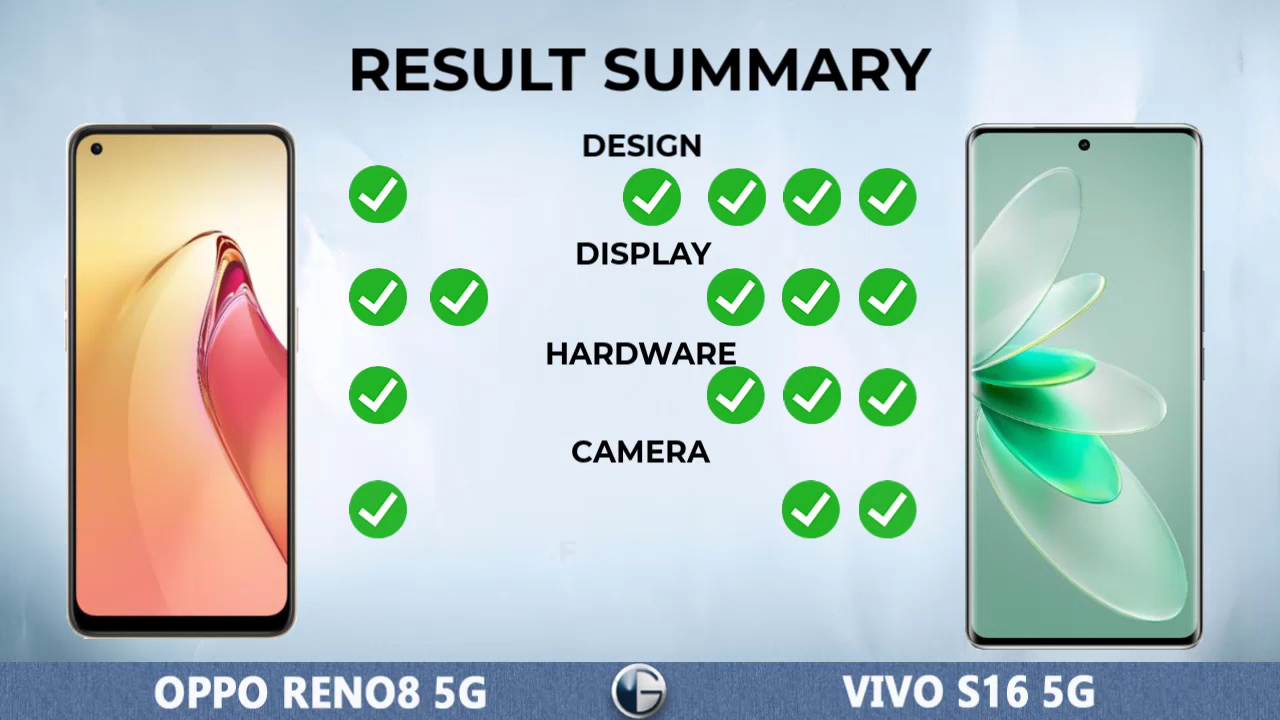 RESULT SUMMARY
DESIGN
DISPLAY
HARDWARE
CAMERA
F
OPPO RENO8 5G
G
VIVO S16 5G